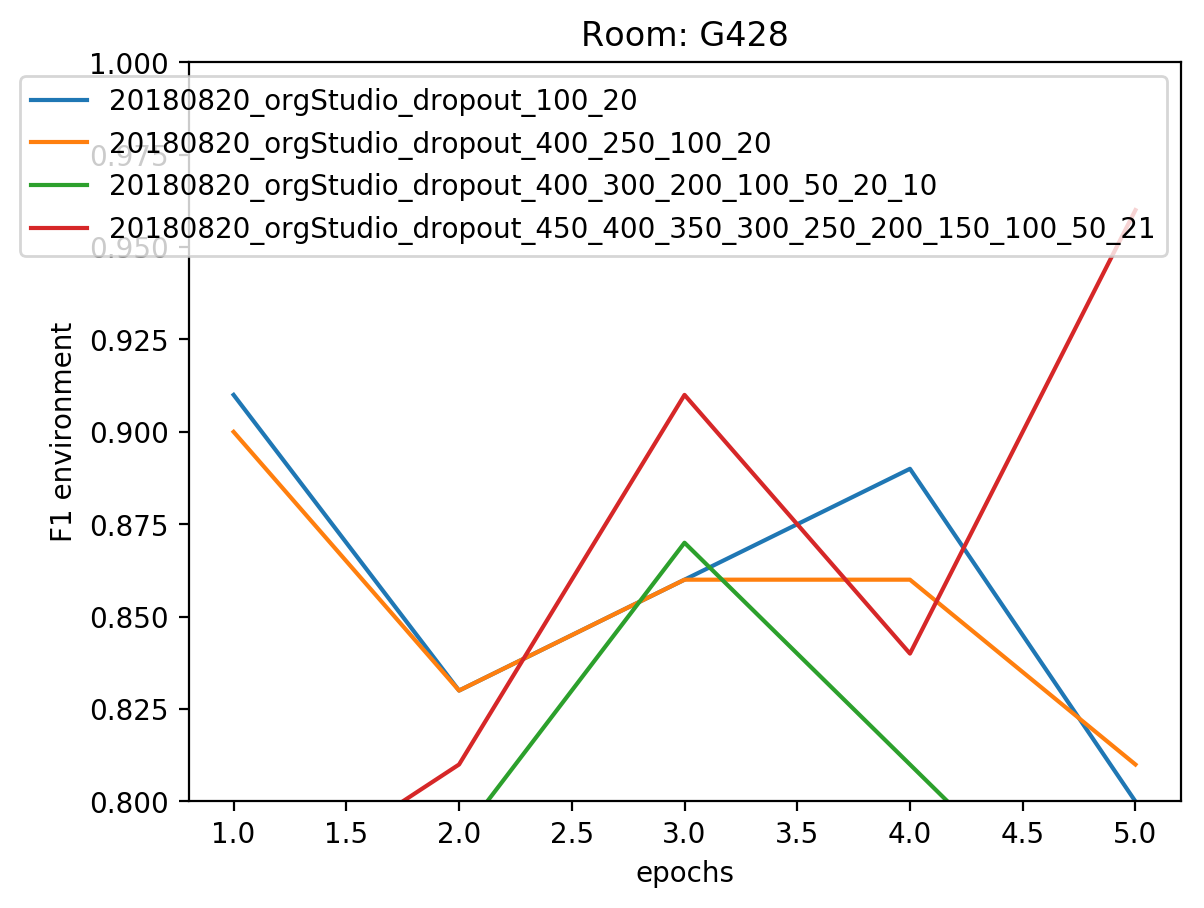 Room: G428
1.000
20180820_orgStudio_dropout_100_20
20180820_orgStudio_dropout_400_250_100_20
0.975
20180820_orgStudio_dropout_400_300_200_100_50_20_10
20180820_orgStudio_dropout_450_400_350_300_250_200_150_100_50_21
0.950
0.925
0.900
0.875
0.850
0.825
0.800
F1 environment
1.0 1.5 2.0 2.5 3.0 3.5 4.0 4.5 5.0
epochs